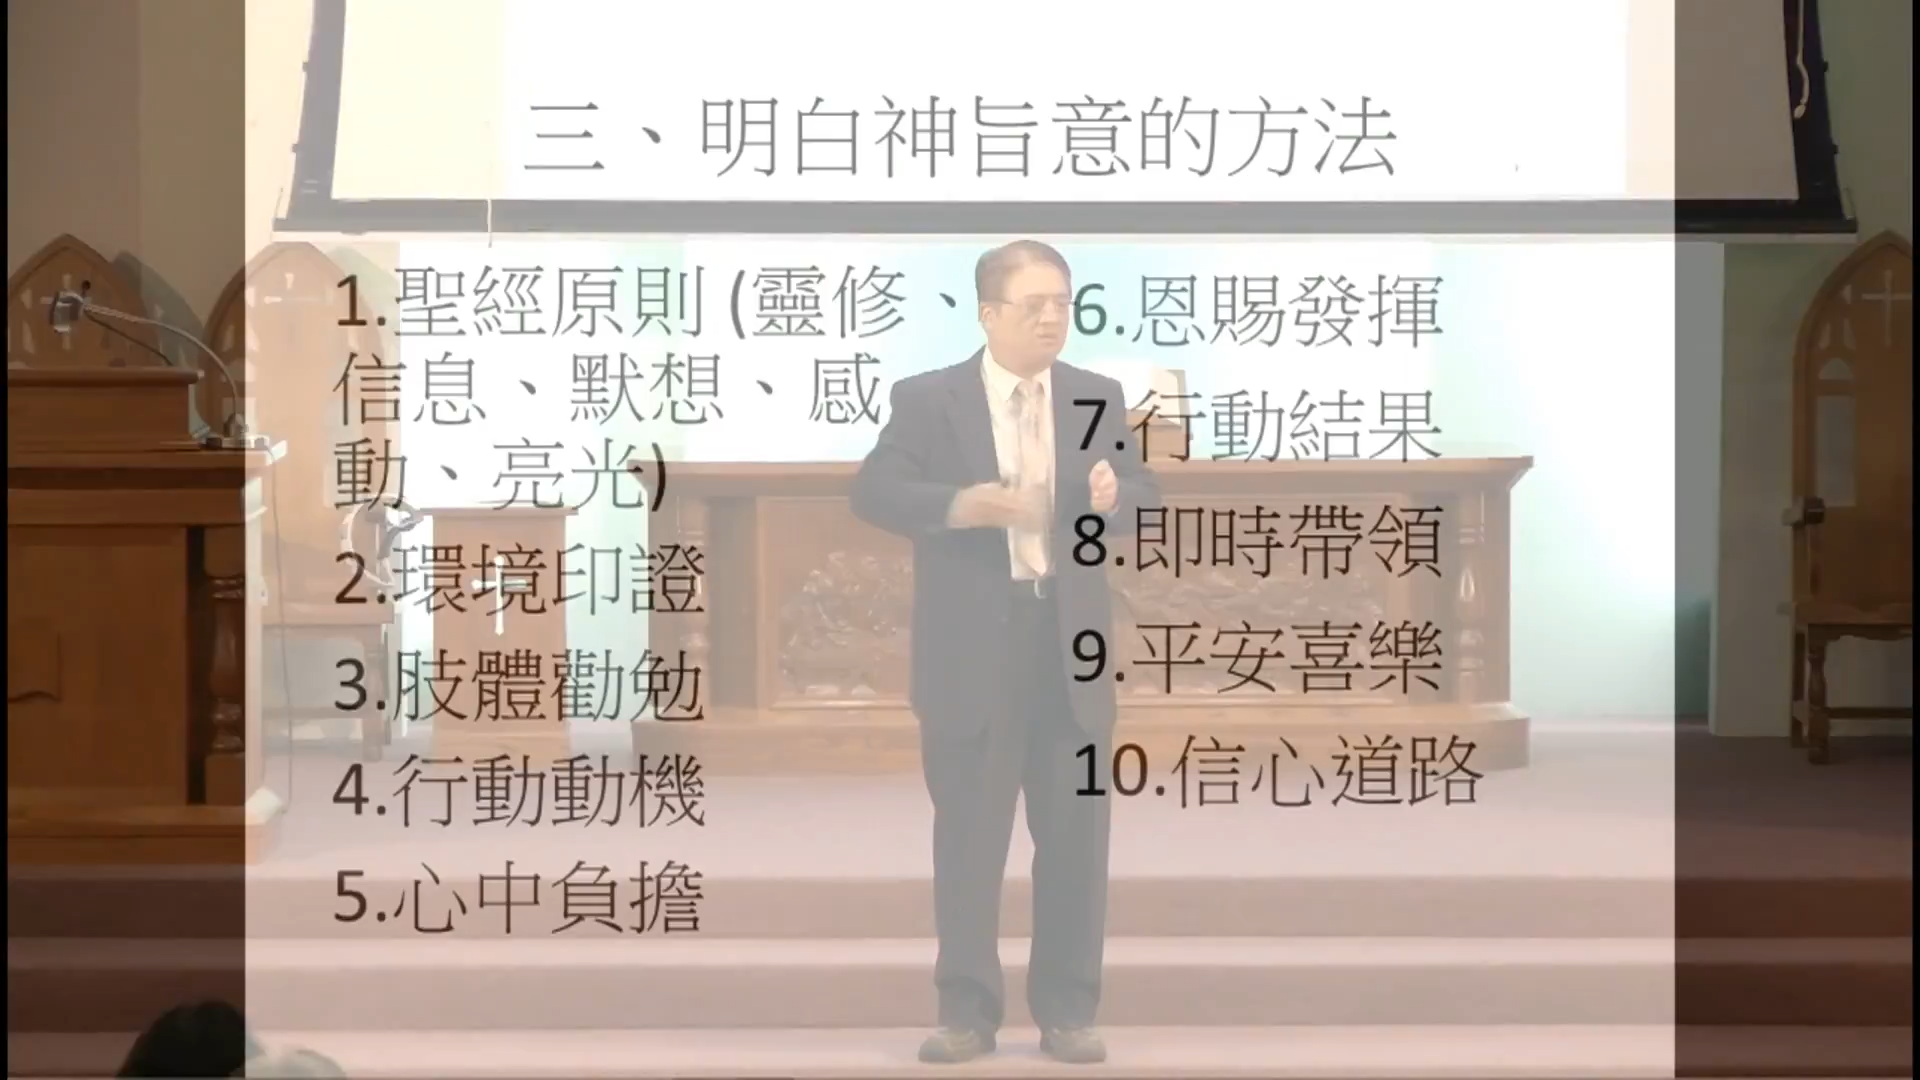 三、明白神旨意的方法
1.聖經原則 (靈修、
信息、默想、感
動、亮光)
2.環境印證
3.肢體勸勉
4.行動動機
5.心中負擔
6.恩賜發揮
7.行動結果
8.即時帶領
9.平安喜樂
10.信心道路